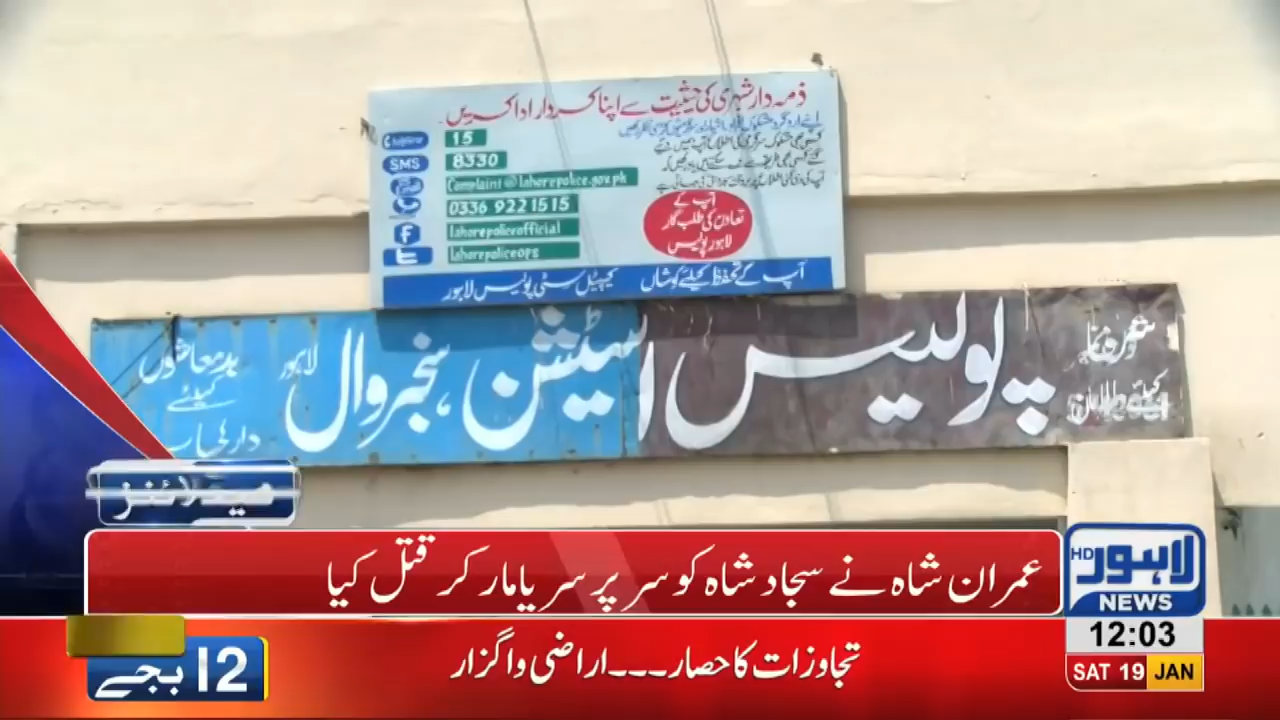 ذمہ دار شہری کی حیثیت سے اپنا کردار ادا کریں
15
SMS 8330
Complaint@lahorepolice.gov.pk
0336 9221515
lahorepoliceofficial
lahorepoliceops
آپ کے
تعاون کی طلب گار
لاہور پولیس
آپ کے تحفظ کیلئے کوشاں کیپیٹل سٹی پولیس لاہور
پولیس اسٹیشن ہنجروال لاہور
بدمعاشوں
کیلئے
ہیڈلائنز
عمران شاہ نے سجاد شاہ کو سر پر سریا مار کر قتل کیا
لاہور HD
NEWS
12:03
SAT 19 JAN
تجاوزات کا حصار۔۔۔اراضی واگزار
12 بجے